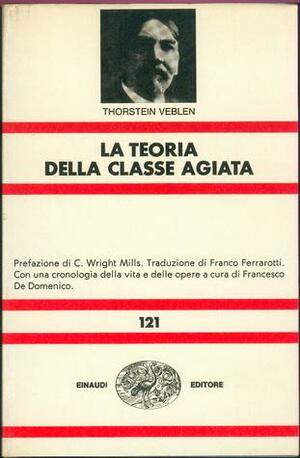 THORSTEIN VEBLEN
LA TEORIA
DELLA CLASSE AGIATA
Prefazione di C. Wright Mills. Traduzione di Franco Ferrarotti.
Con una cronologia della vita e delle opere a cura di Francesco
De Domenico.
121
EINAUDI EDITORE